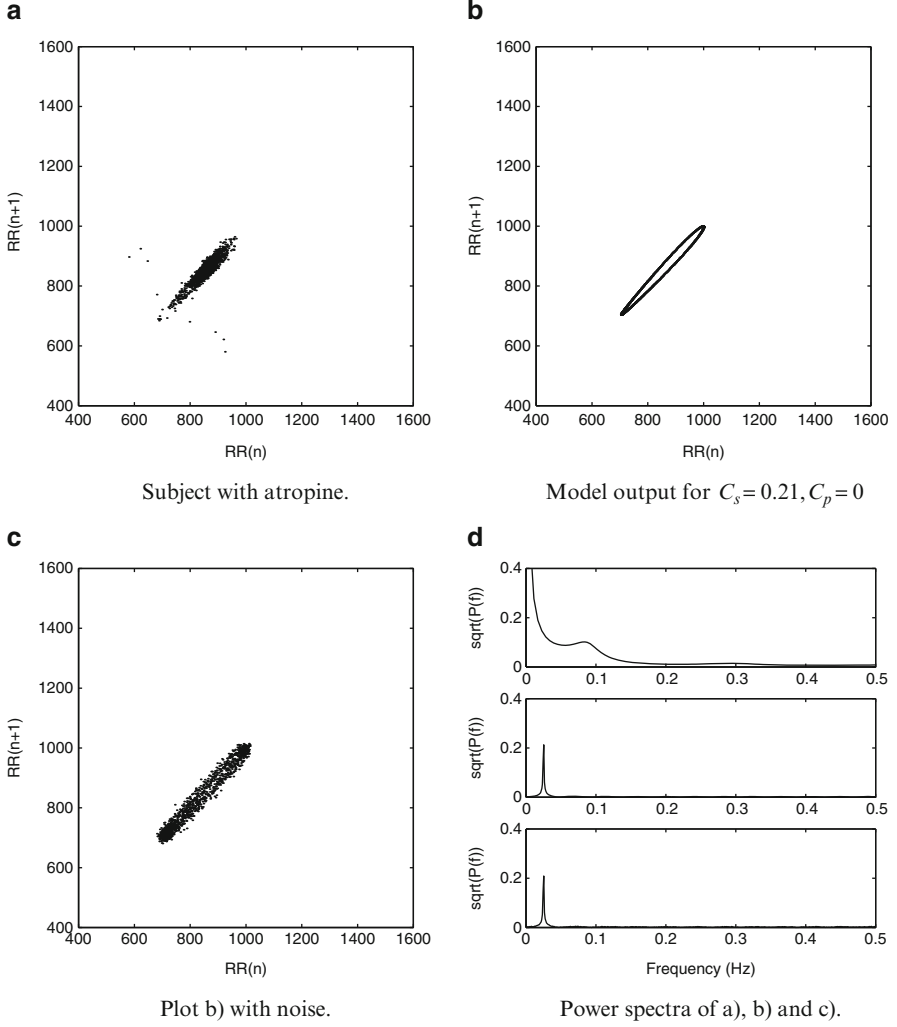 a
1600
1400
1200
1000
800
600
400
400 600 800 1000 1200 1400 1600
RR(n+1)
RR(n)
Subject with atropine.
b
1600
1400
1200
1000
800
600
400
400 600 800 1000 1200 1400 1600
RR(n+1)
RR(n)
Model output for C_s = 0.21, C_p = 0
c
1600
1400
1200
1000
800
600
400
400 600 800 1000 1200 1400 1600
RR(n+1)
RR(n)
Plot b) with noise.
d
0.4
0.2
0
0 0.1 0.2 0.3 0.4 0.5
sqrt(P(f))
0.4
0.2
0
0 0.1 0.2 0.3 0.4 0.5
sqrt(P(f))
0.4
0.2
0
0 0.1 0.2 0.3 0.4 0.5
sqrt(P(f))
Frequency (Hz)
Power spectra of a), b) and c).